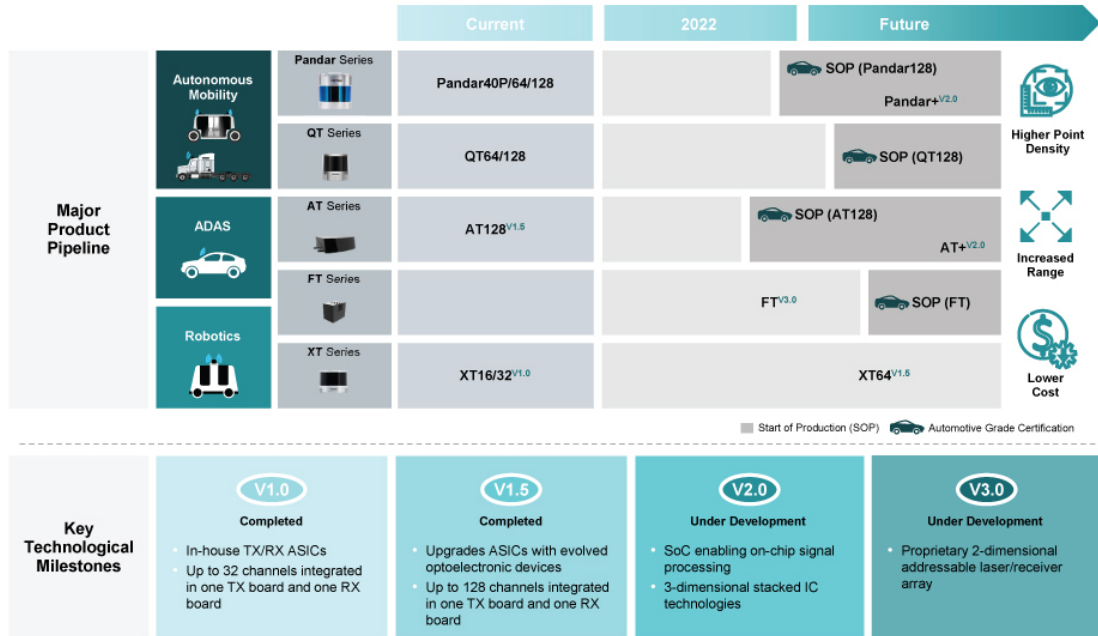 Current
2022
Future
Major
Product
Pipeline
Autonomous
Mobility
Pandar Series
Pandar40P/64/128
SOP (Pandar128)
Pandar+V2.0
QT Series
QT64/128
SOP (QT128)
ADAS
AT Series
AT128V1.5
SOP (AT128)
AT+V2.0
FT Series
FTV3.0
SOP (FT)
Robotics
XT Series
XT16/32V1.0
XT64V1.5
Higher Point
Density
Increased
Range
Lower
Cost
Start of Production (SOP)
Automotive Grade Certification
Key
Technological
Milestones
V1.0
Completed
• In-house TX/RX ASICs
• Up to 32 channels integrated
in one TX board and one RX
board
V1.5
Completed
• Upgrades ASICs with evolved
optoelectronic devices
• Up to 128 channels integrated
in one TX board and one RX
board
V2.0
Under Development
• SoC enabling on-chip signal
processing
• 3-dimensional stacked IC
technologies
V3.0
Under Development
• Proprietary 2-dimensional
addressable laser/receiver
array